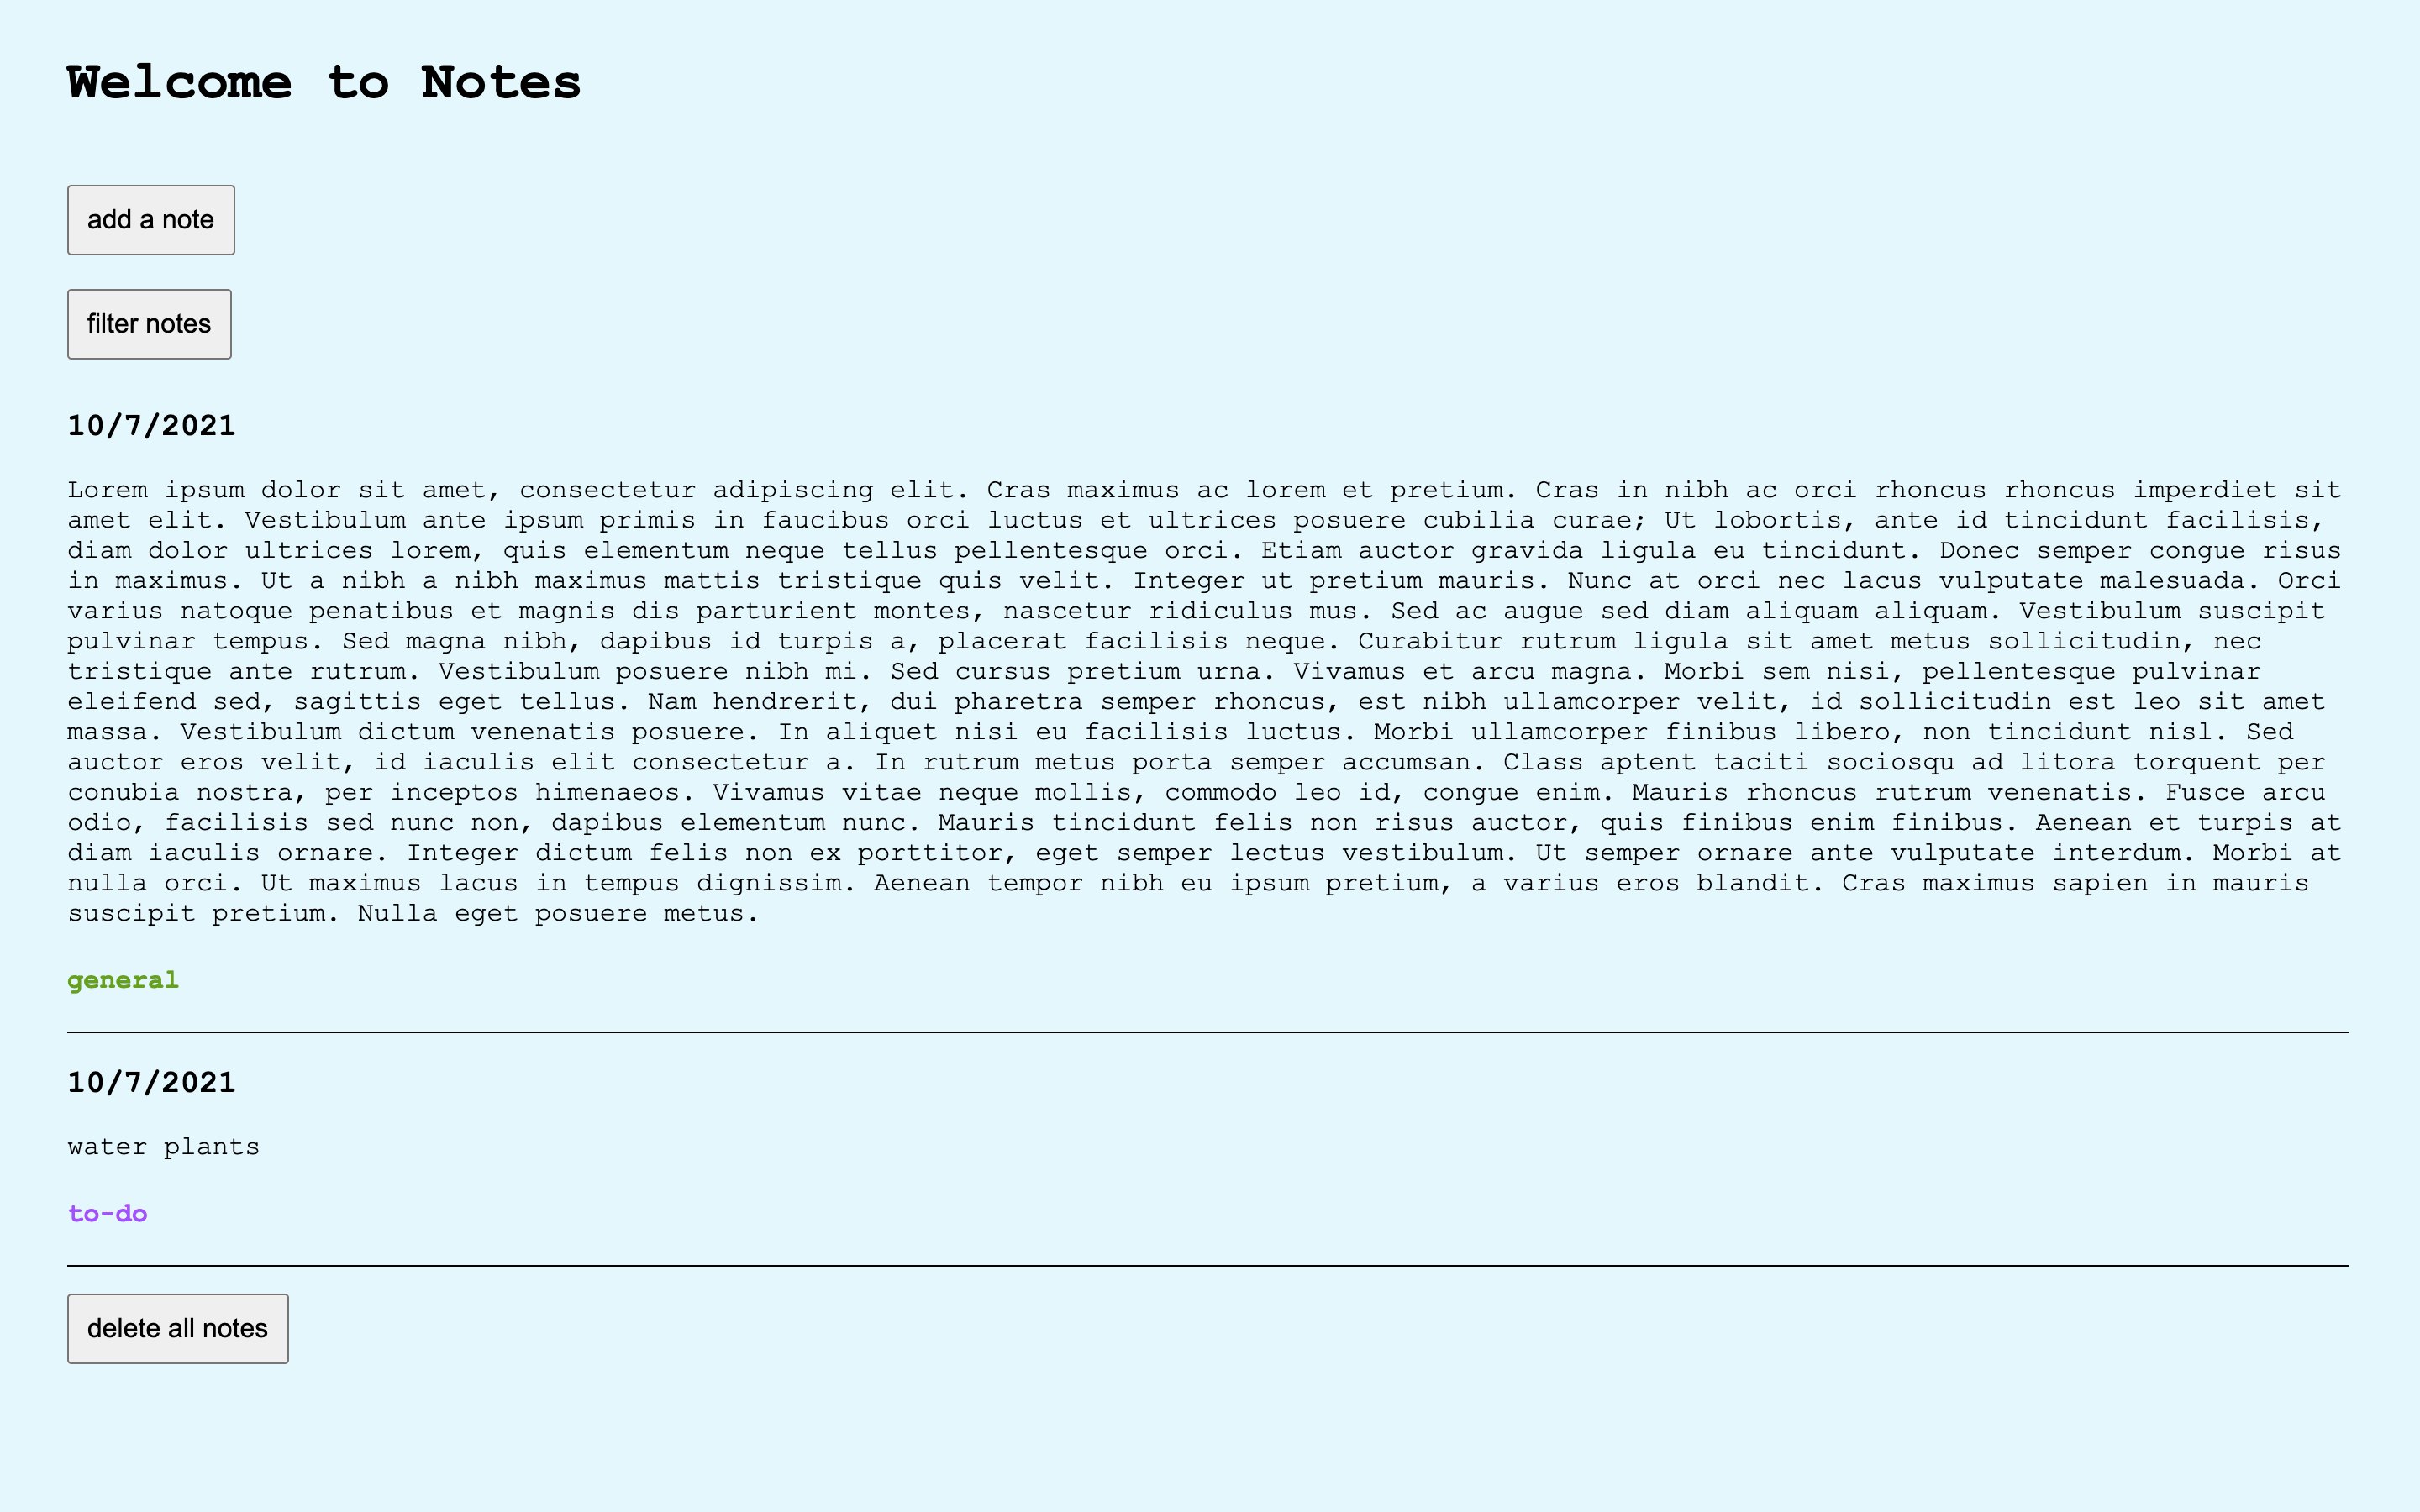 Welcome to Notes
add a note
filter notes
10/7/2021
Lorem ipsum dolor sit amet, consectetur adipiscing elit. Cras maximus ac lorem et pretium. Cras in nibh ac orci rhoncus rhoncus imperdiet sit
amet elit. Vestibulum ante ipsum primis in faucibus orci luctus et ultrices posuere cubilia curae; Ut lobortis, ante id tincidunt facilisis,
diam dolor ultrices lorem, quis elementum neque tellus pellentesque orci. Etiam auctor gravida ligula eu tincidunt. Donec semper congue risus
in maximus. Ut a nibh a nibh maximus mattis tristique quis velit. Integer ut pretium mauris. Nunc at orci nec lacus vulputate malesuada. Orci
varius natoque penatibus et magnis dis parturient montes, nascetur ridiculus mus. Sed ac augue sed diam aliquam aliquam. Vestibulum suscipit
pulvinar tempus. Sed magna nibh, dapibus id turpis a, placerat facilisis neque. Curabitur rutrum ligula sit amet metus sollicitudin, nec
tristique ante rutrum. Vestibulum posuere nibh mi. Sed cursus pretium urna. Vivamus et arcu magna. Morbi sem nisi, pellentesque pulvinar
eleifend sed, sagittis eget tellus. Nam hendrerit, dui pharetra semper rhoncus, est nibh ullamcorper velit, id sollicitudin est leo sit amet
massa. Vestibulum dictum venenatis posuere. In aliquet nisi eu facilisis luctus. Morbi ullamcorper finibus libero, non tincidunt nisl. Sed
auctor eros velit, id iaculis elit consectetur a. In rutrum metus porta semper accumsan. Class aptent taciti sociosqu ad litora torquent per
conubia nostra, per inceptos himenaeos. Vivamus vitae neque mollis, commodo leo id, congue enim. Mauris rhoncus rutrum venenatis. Fusce arcu
odio, facilisis sed nunc non, dapibus elementum nunc. Mauris tincidunt felis non risus auctor, quis finibus enim finibus. Aenean et turpis at
diam iaculis ornare. Integer dictum felis non ex porttitor, eget semper lectus vestibulum. Ut semper ornare ante vulputate interdum. Morbi at
nulla orci. Ut maximus lacus in tempus dignissim. Aenean tempor nibh eu ipsum pretium, a varius eros blandit. Cras maximus sapien in mauris
suscipit pretium. Nulla eget posuere metus.
general
10/7/2021
water plants
to-do
delete all notes